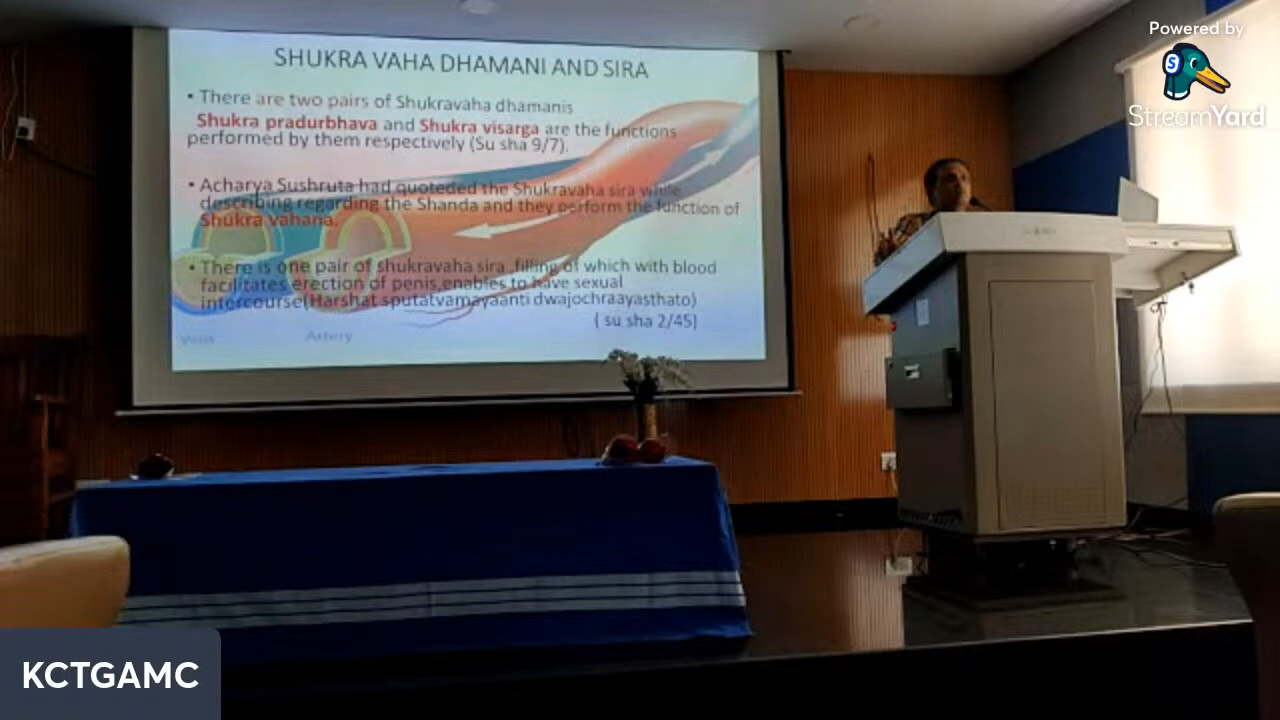 Powered by
StreamYard
SHUKRA VAHA DHAMANI AND SIRA
• There are two pairs of Shukravaha dhamanis
Shukra pradurbhava and Shukra visarga are the functions
performed by them respectively (Su sha 9/7).
• Acharya Sushruta had quoteded the Shukravaha sira while
describing regarding the Shanda and they perform the function of
Shukra vahana.
• There is one pair of shukravaha sira ,filling of which with blood
facilitates erection of penis,enables to have sexual
intercourse(Harshat sputatvamayaanti dwajochraayasthato)
( su sha 2/45)
Artery
KCTGAMC